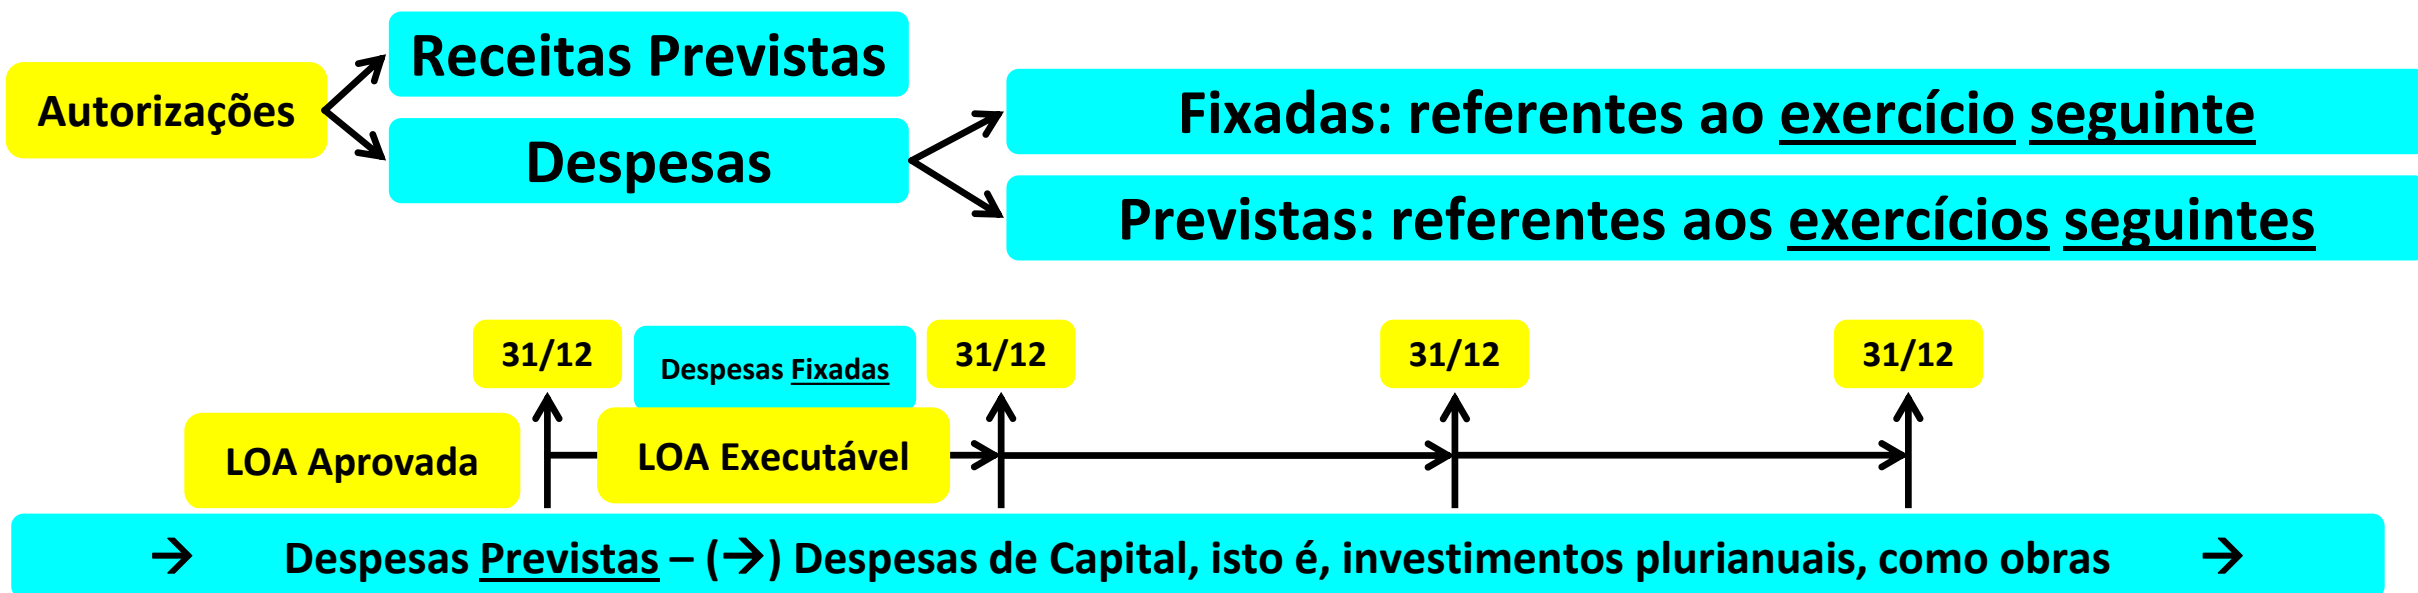 Receitas Previstas
Autorizações
Despesas
Fixadas: referentes ao exercício seguinte
Previstas: referentes aos exercícios seguintes
31/12
Despesas Fixadas
31/12
31/12
31/12
LOA Aprovada
LOA Executável
→ Despesas Previstas – (→) Despesas de Capital, isto é, investimentos plurianuais, como obras →